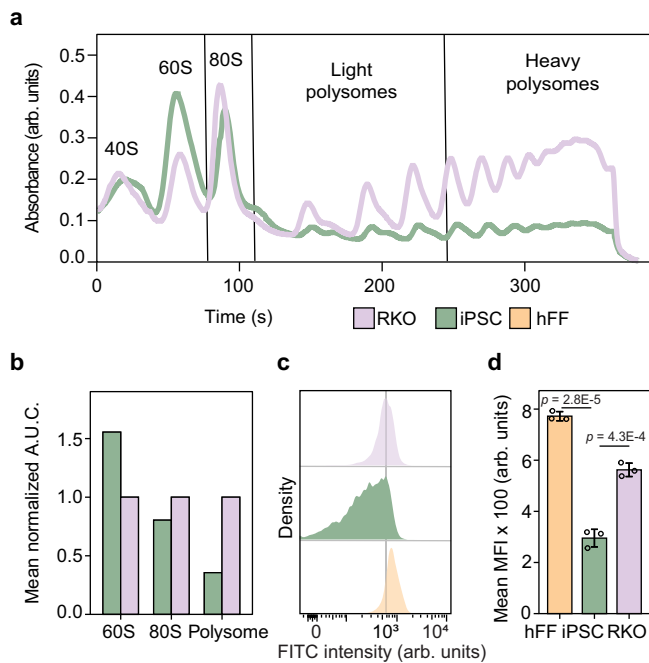 a
Absorbance (arb. units)
0.5
0.4
0.3
0.2
0.1
0.0
40S
60S
80S
Light
polysomes
Heavy
polysomes
0
100
200
300
Time (s)
RKO
iPSC
hFF
b
Mean normalized A.U.C.
1.5
1.0
0.5
0.0
60S
80S
Polysome
c
Density
0
10³
10⁴
FITC intensity (arb. units)
d
Mean MFI x 100 (arb. units)
8
6
4
2
0
p = 2.8E-5
p = 4.3E-4
hFF
iPSC
RKO